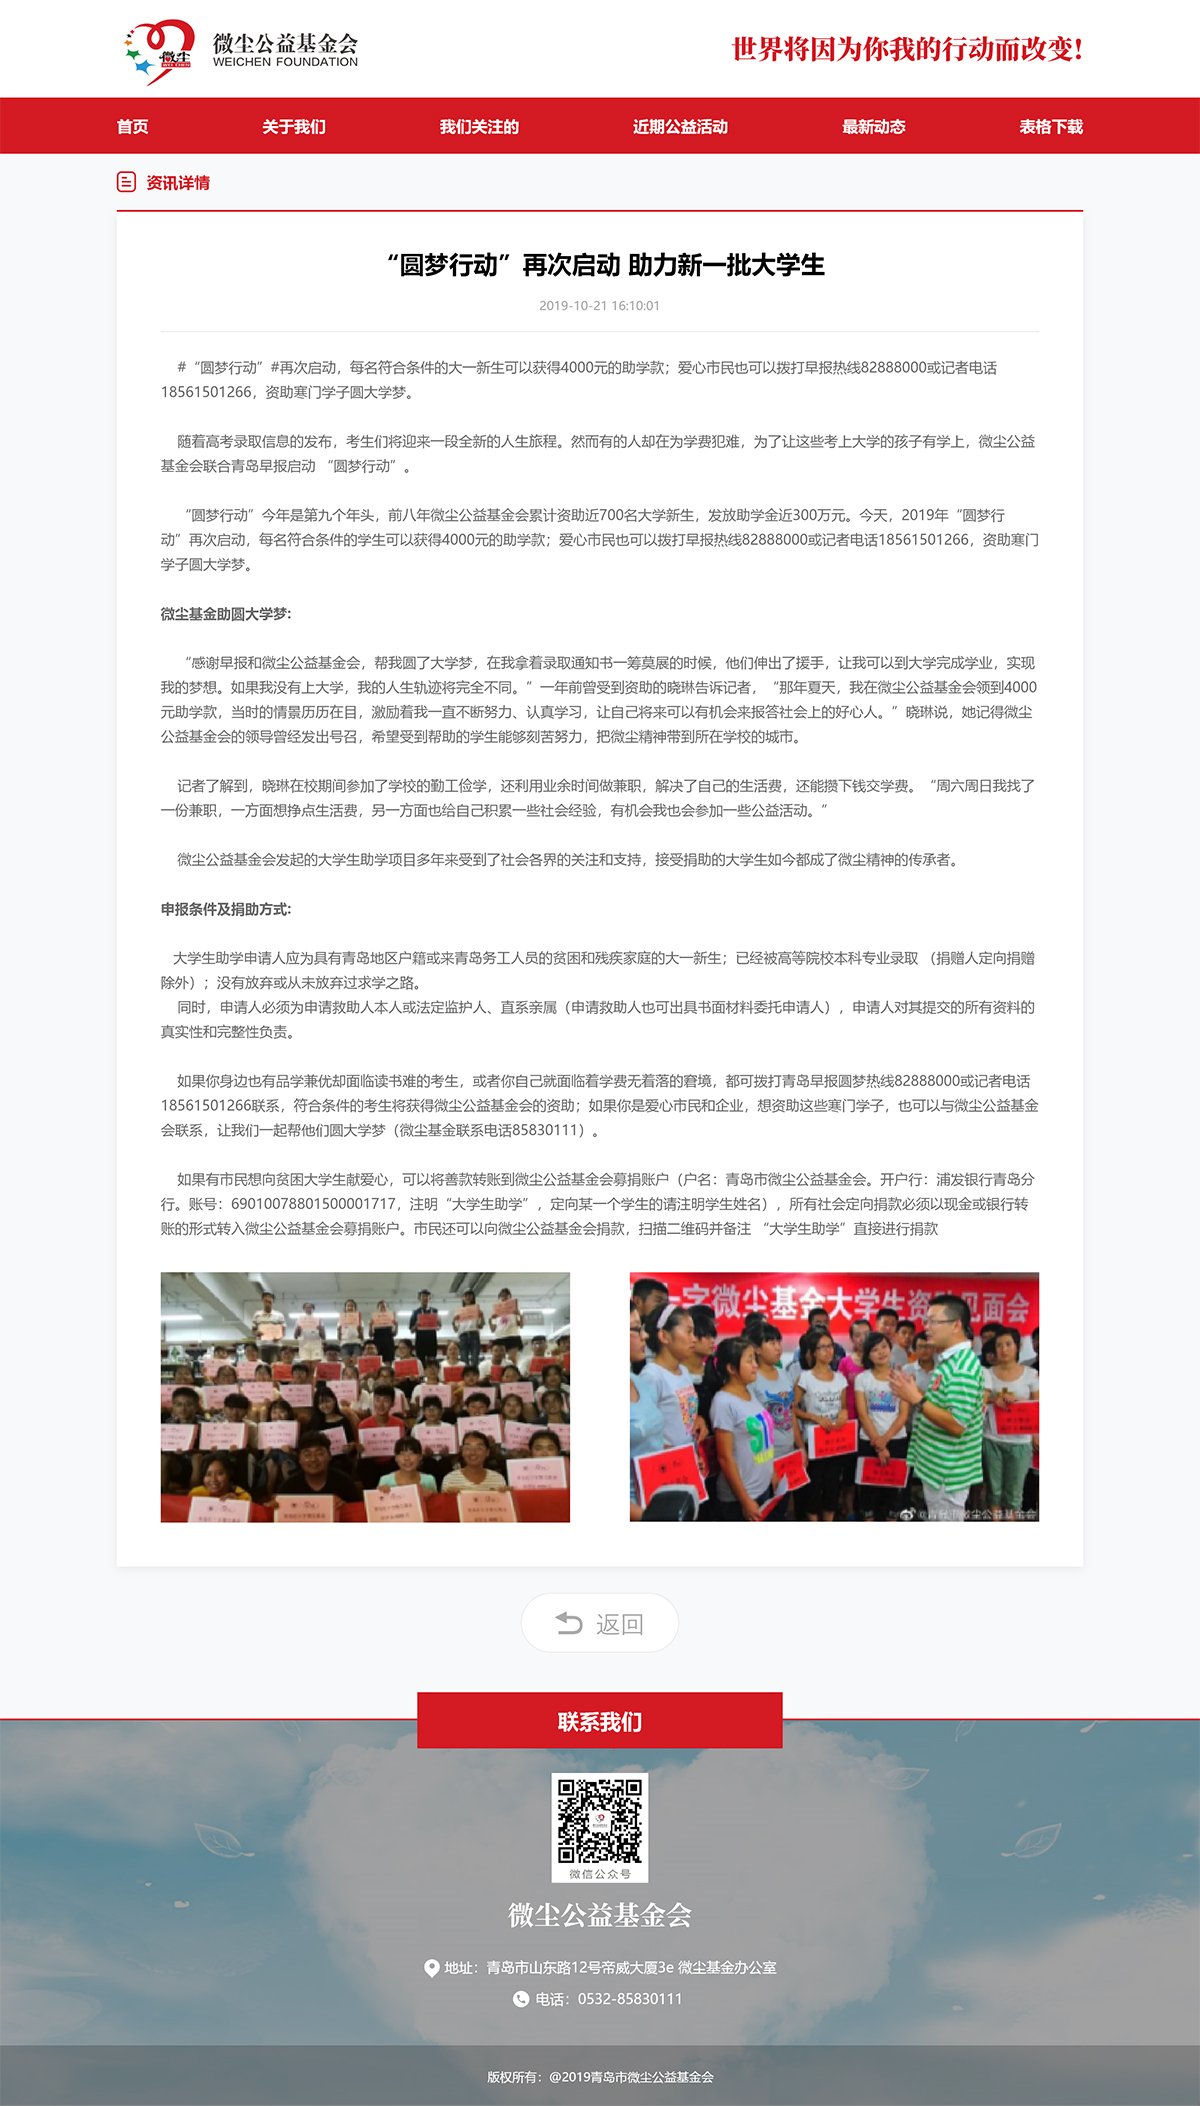 微尘公益基金会
WEICHEN FOUNDATION
世界将因为你我的行动而改变!
首页
关于我们
我们关注的
近期公益活动
最新动态
表格下载
资讯详情
“圆梦行动”再次启动 助力新一批大学生
2019-10-21 16:10:01
#“圆梦行动”#再次启动，每名符合条件的大一新生可以获得4000元的助学款；爱心市民也可以拨打早报热线82888000或记者电话
18561501266，资助寒门学子圆大学梦。
随着高考录取信息的发布，考生们将迎来一段全新的人生旅程。然而有的人却在为学费犯难，为了让这些考上大学的孩子有学上，微尘公益
基金会联合青岛早报启动 “圆梦行动”。
“圆梦行动”今年是第九个年头，前八年微尘公益基金会累计资助近700名大学新生，发放助学金近300万元。今天，2019年“圆梦行
动”再次启动，每名符合条件的学生可以获得4000元的助学款；爱心市民也可以拨打早报热线82888000或记者电话18561501266，资助寒门
学子圆大学梦。
微尘基金助圆大学梦:
“感谢早报和微尘公益基金会，帮我圆了大学梦，在我拿着录取通知书一筹莫展的时候，他们伸出了援手，让我可以到大学完成学业，实现
我的梦想。如果我没有上大学，我的人生轨迹将完全不同。”一年前曾受到资助的晓琳告诉记者， “那年夏天，我在微尘公益基金会领到4000
元助学款，当时的情景历历在目，激励着我一直不断努力、认真学习，让自己将来可以有机会来报答社会上的好心人。”晓琳说，她记得微尘
公益基金会的领导曾经发出号召，希望受到帮助的学生能够刻苦努力，把微尘精神带到所在学校的城市。
记者了解到，晓琳在校期间参加了学校的勤工俭学，还利用业余时间做兼职，解决了自己的生活费，还能攒下钱交学费。 “周六周日我找了
一份兼职，一方面想挣点生活费，另一方面也给自己积累一些社会经验，有机会我也会参加一些公益活动。”
微尘公益基金会发起的大学生助学项目多年来受到了社会各界的关注和支持，接受捐助的大学生如今都成了微尘精神的传承者。
申报条件及捐助方式:
大学生助学申请人应为具有青岛地区户籍或来青岛务工人员的贫困和残疾家庭的大一新生；已经被高等院校本科专业录取 （捐赠人定向捐赠
除外）；没有放弃或从未放弃过求学之路。
同时，申请人必须为申请救助人本人或法定监护人、直系亲属（申请救助人也可出具书面材料委托申请人），申请人对其提交的所有资料的
真实性和完整性负责。
如果你身边也有品学兼优却面临读书难的考生，或者你自己就面临着学费无着落的窘境，都可拨打青岛早报圆梦热线82888000或记者电话
18561501266联系，符合条件的考生将获得微尘公益基金会的资助；如果你是爱心市民和企业，想资助这些寒门学子，也可以与微尘公益基金
会联系，让我们一起帮他们圆大学梦（微尘基金联系电话85830111）。
如果有市民想向贫困大学生献爱心，可以将善款转账到微尘公益基金会募捐账户（户名：青岛市微尘公益基金会。开户行：浦发银行青岛分
行。账号：69010078801500001717，注明“大学生助学”，定向某一个学生的请注明学生姓名），所有社会定向捐款必须以现金或银行转
账的形式转入微尘公益基金会募捐账户。市民还可以向微尘公益基金会捐款，扫描二维码并备注 “大学生助学”直接进行捐款
十字微尘基金大学生资
见面会
@青岛市微尘公益基金会
返回
联系我们
微信公众号
微尘公益基金会
地址：青岛市山东路12号帝威大厦3e 微尘基金办公室
电话：0532-85830111
版权所有：@2019青岛市微尘公益基金会